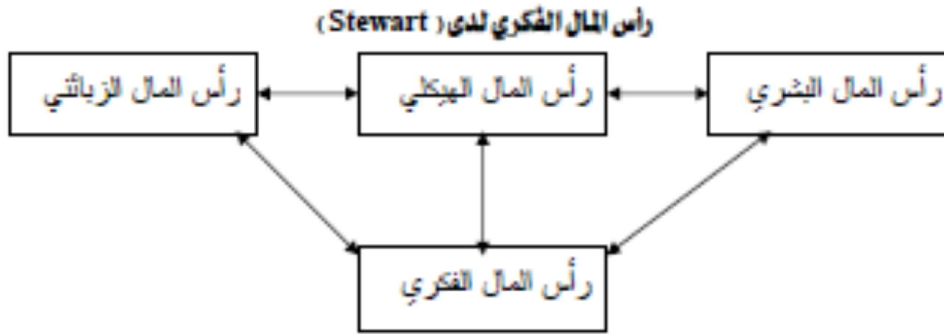 رأس المال الفكري لدى ( Stewart )
رأس المال البشري
رأس المال الهيكلي
رأس المال الزبائني
رأس المال الفكري